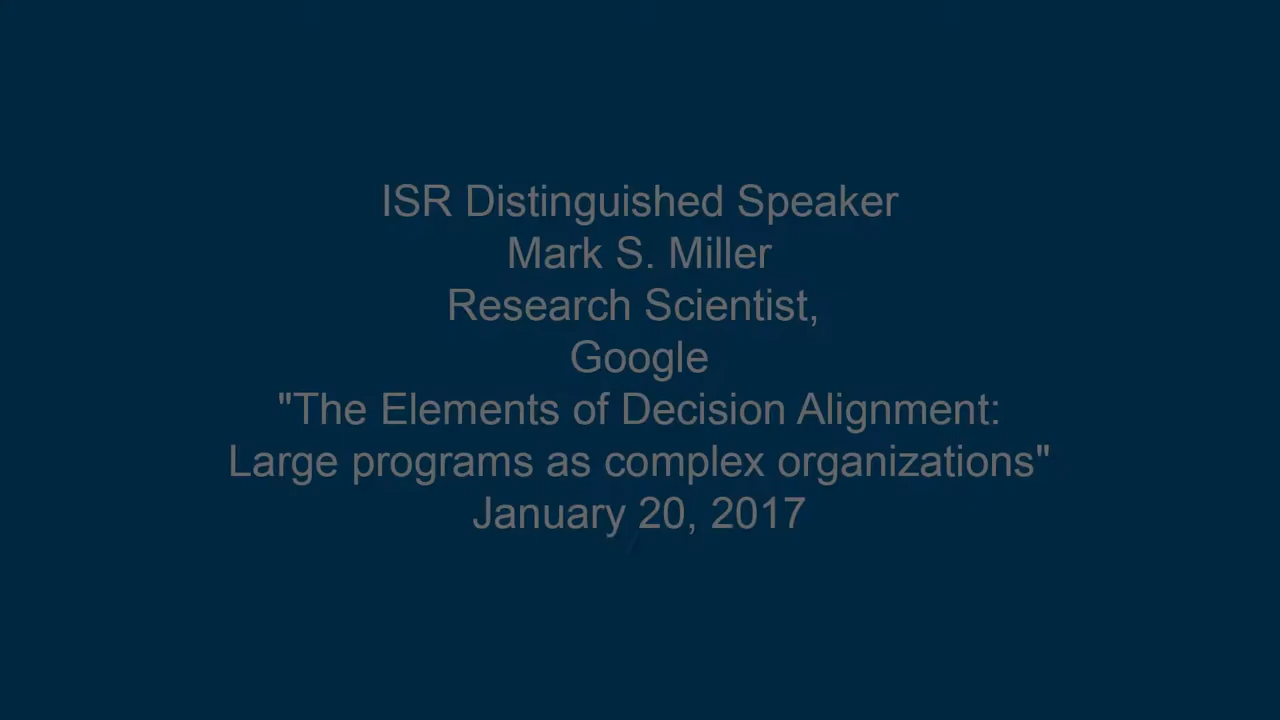 ISR Distinguished Speaker
Mark S. Miller
Research Scientist,
Google
"The Elements of Decision Alignment:
Large programs as complex organizations"
January 20, 2017